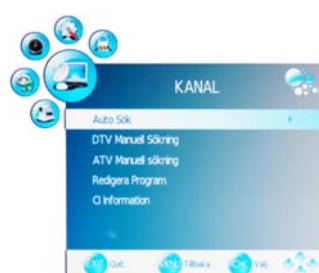 KANAL
Auto Sök
DTV Manuell Sökning
ATV Manuell sökning
Redigera Program
CI Information
EXIT Quit MENU Tillbaka OK Välj